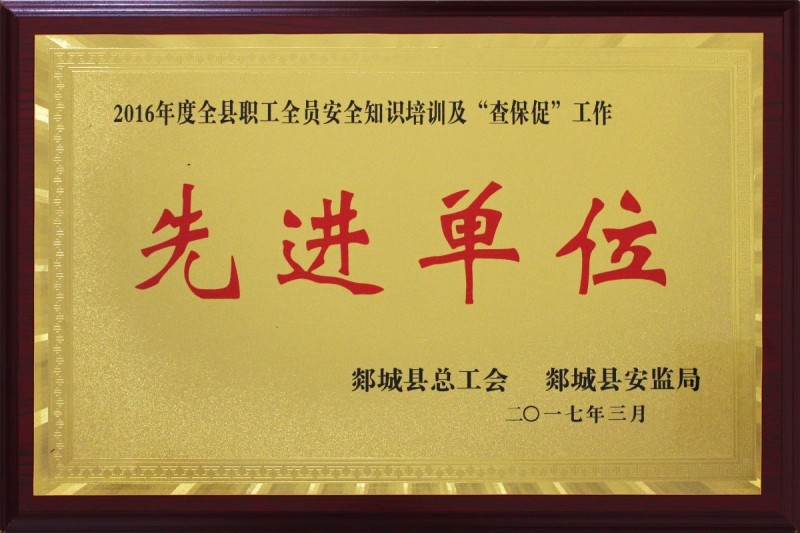 2016年度全县职工全员安全知识培训及“查保促”工作
先进单位
郯城县总工会 郯城县安监局
二〇一七年三月